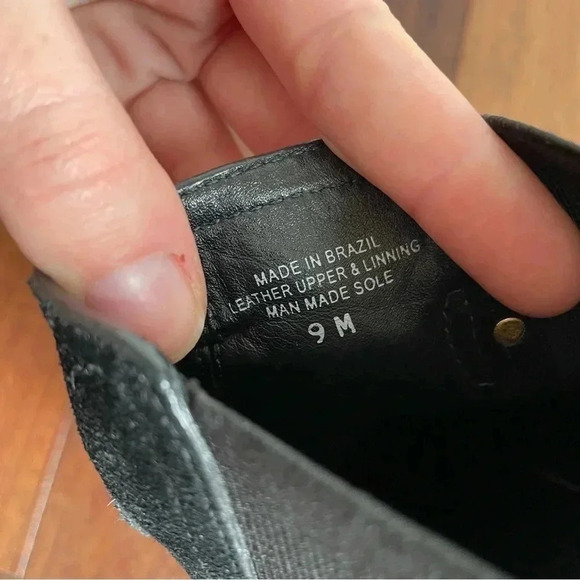 MADE IN BRAZIL
LEATHER UPPER & LINNING
MAN MADE SOLE
9 M